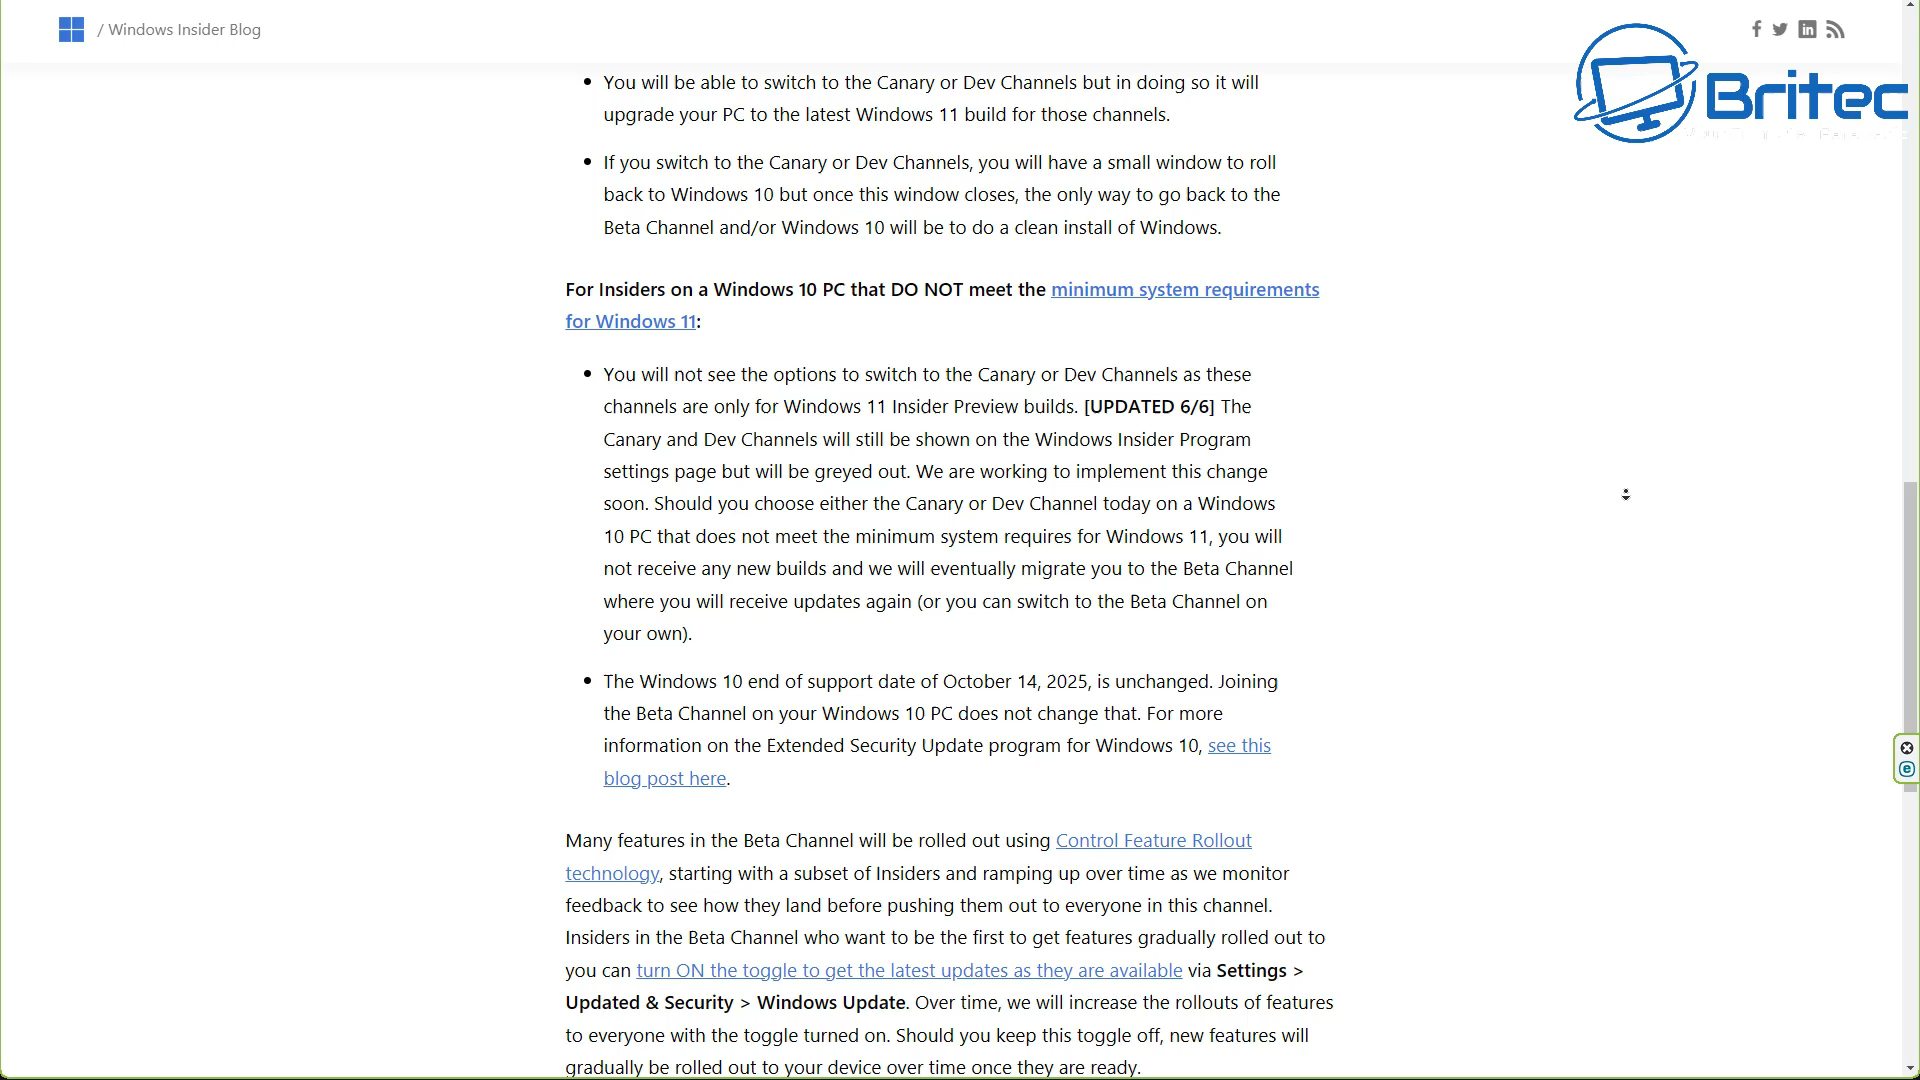 / Windows Insider Blog
Britec
You will be able to switch to the Canary or Dev Channels but in doing so it will
upgrade your PC to the latest Windows 11 build for those channels.
If you switch to the Canary or Dev Channels, you will have a small window to roll
back to Windows 10 but once this window closes, the only way to go back to the
Beta Channel and/or Windows 10 will be to do a clean install of Windows.
For Insiders on a Windows 10 PC that DO NOT meet the minimum system requirements
for Windows 11:
You will not see the options to switch to the Canary or Dev Channels as these
channels are only for Windows 11 Insider Preview builds. [UPDATED 6/6] The
Canary and Dev Channels will still be shown on the Windows Insider Program
settings page but will be greyed out. We are working to implement this change
soon. Should you choose either the Canary or Dev Channel today on a Windows
10 PC that does not meet the minimum system requires for Windows 11, you will
not receive any new builds and we will eventually migrate you to the Beta Channel
where you will receive updates again (or you can switch to the Beta Channel on
your own).
The Windows 10 end of support date of October 14, 2025, is unchanged. Joining
the Beta Channel on your Windows 10 PC does not change that. For more
information on the Extended Security Update program for Windows 10, see this
blog post here.
Many features in the Beta Channel will be rolled out using Control Feature Rollout
technology, starting with a subset of Insiders and ramping up over time as we monitor
feedback to see how they land before pushing them out to everyone in this channel.
Insiders in the Beta Channel who want to be the first to get features gradually rolled out to
you can turn ON the toggle to get the latest updates as they are available via Settings >
Updated & Security > Windows Update. Over time, we will increase the rollouts of features
to everyone with the toggle turned on. Should you keep this toggle off, new features will
gradually be rolled out to your device over time once they are ready.